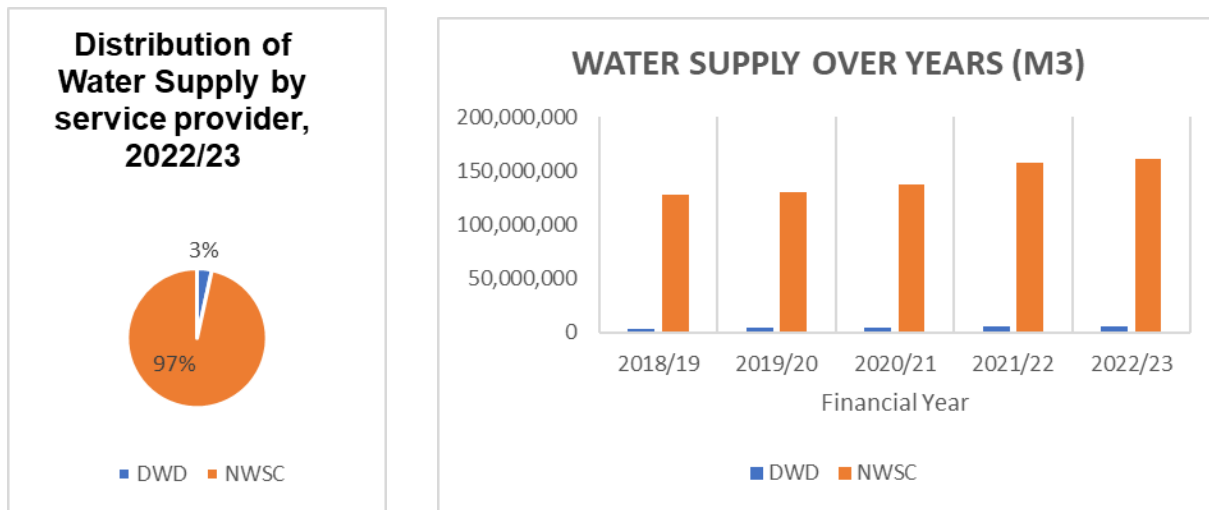 Distribution of
Water Supply by
service provider,
2022/23
3%
97%
DWD NWSC
WATER SUPPLY OVER YEARS (M3)
200,000,000
150,000,000
100,000,000
50,000,000
0
2018/19 2019/20 2020/21 2021/22 2022/23
Financial Year
DWD NWSC